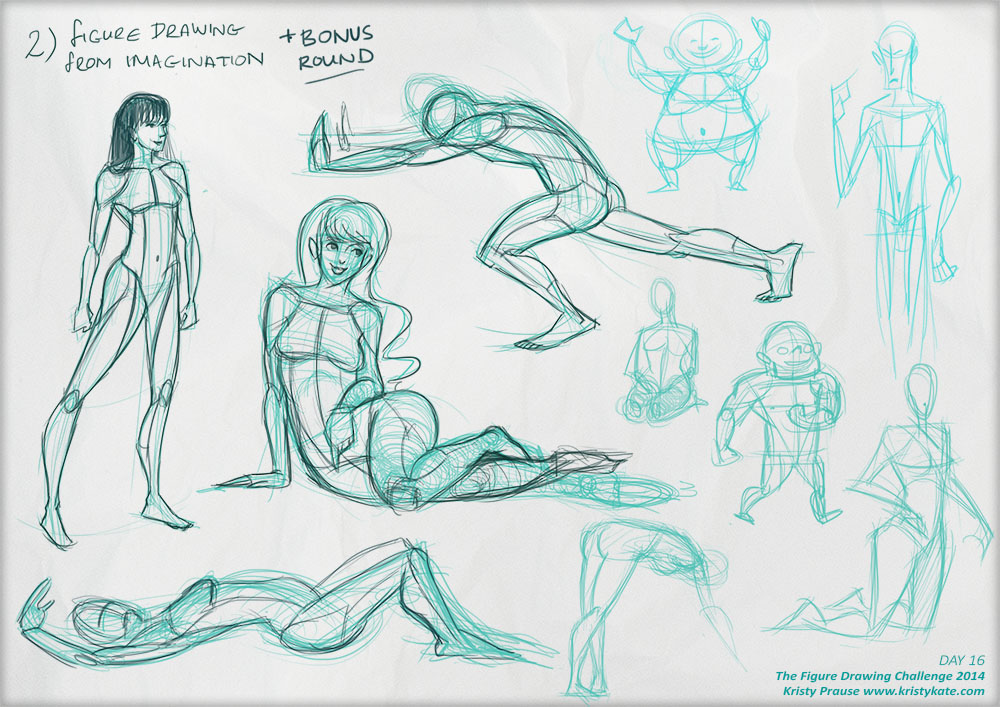 2) FIGURE DRAWING
FROM IMAGINATION
+ BONUS
ROUND
DAY 16
The Figure Drawing Challenge 2014
Kristy Prause www.kristykate.com